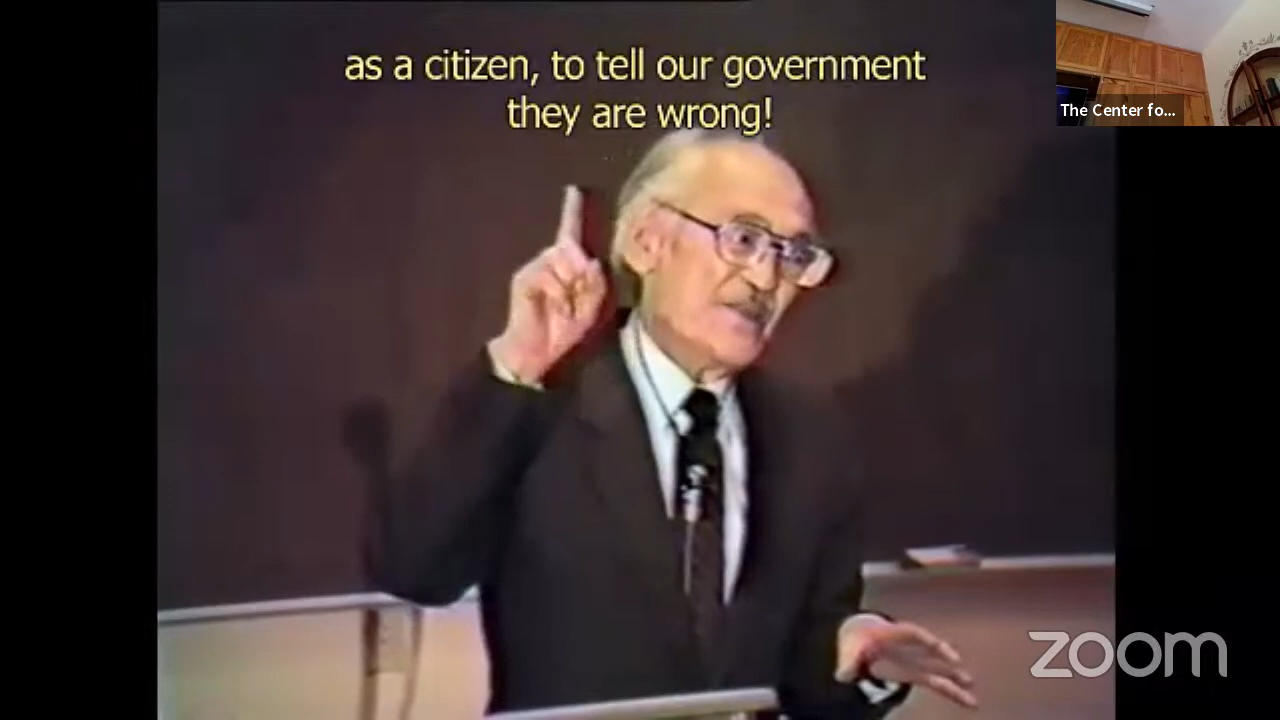 as a citizen, to tell our government
they are wrong!
The Center fo...
zoom